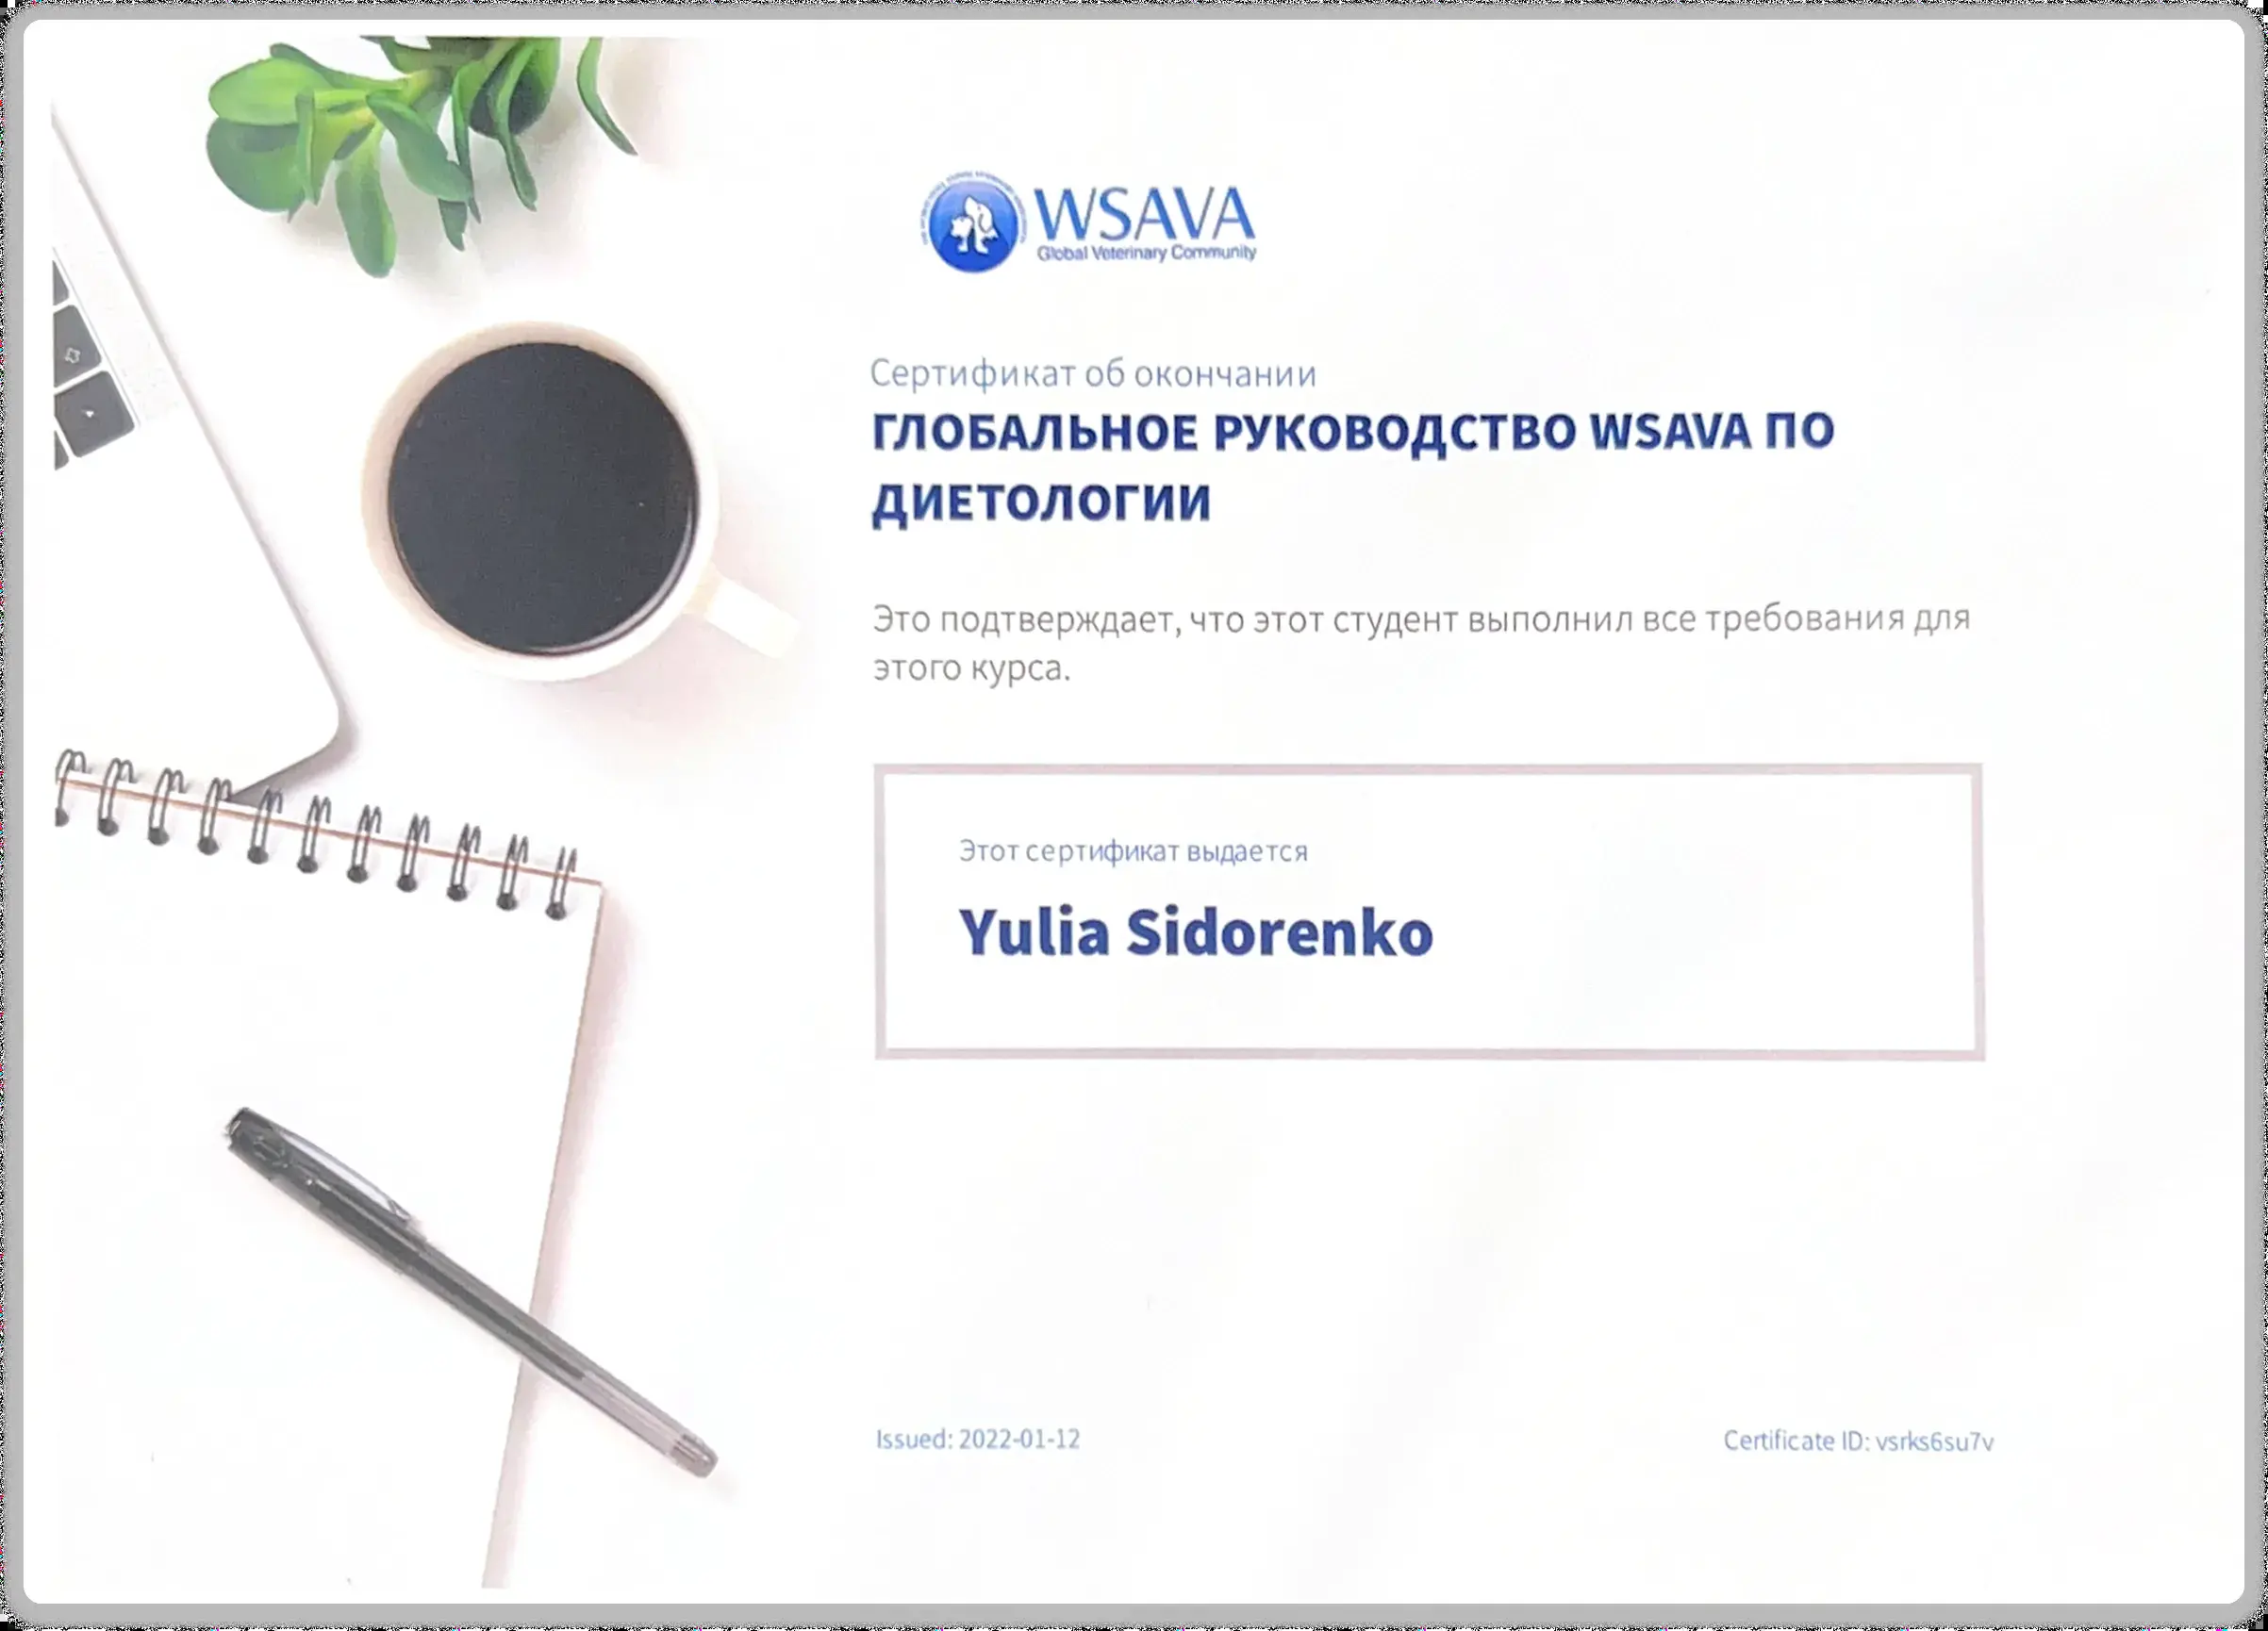 WSAVA
Global Veterinary Community
Сертификат об окончании
ГЛОБАЛЬНОЕ РУКОВОДСТВО WSAVA ПО
ДИЕТОЛОГИИ
Это подтверждает, что этот студент выполнил все требования для
этого курса.
Этот сертификат выдается
Yulia Sidorenko
Issued: 2022-01-12
Certificate ID: vsrks6su7v